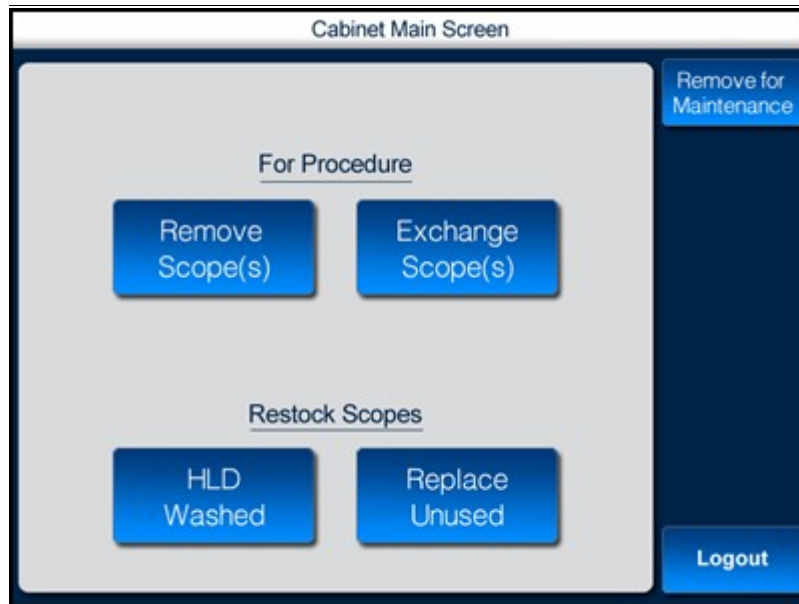 Cabinet Main Screen
Remove for
Maintenance
For Procedure
Remove
Scope(s)
Exchange
Scope(s)
Restock Scopes
HLD
Washed
Replace
Unused
Logout